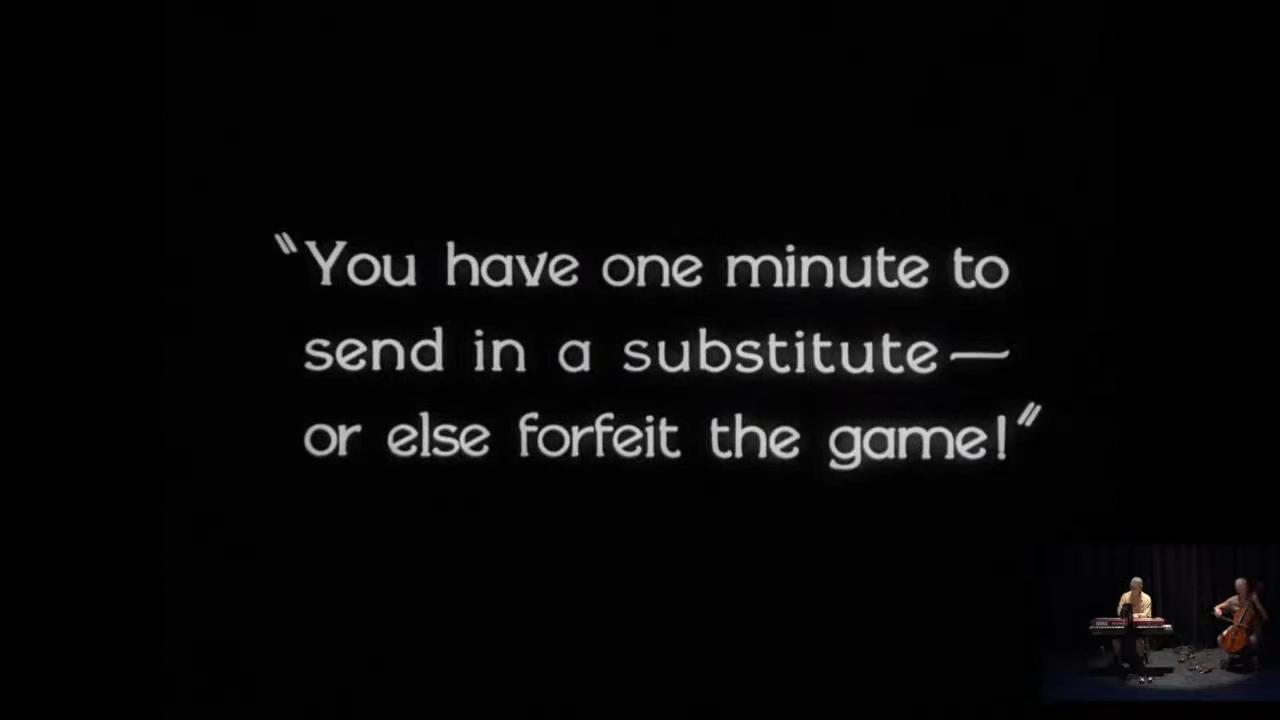 "You have one minute to
send in a substitute—
or else forfeit the game!"